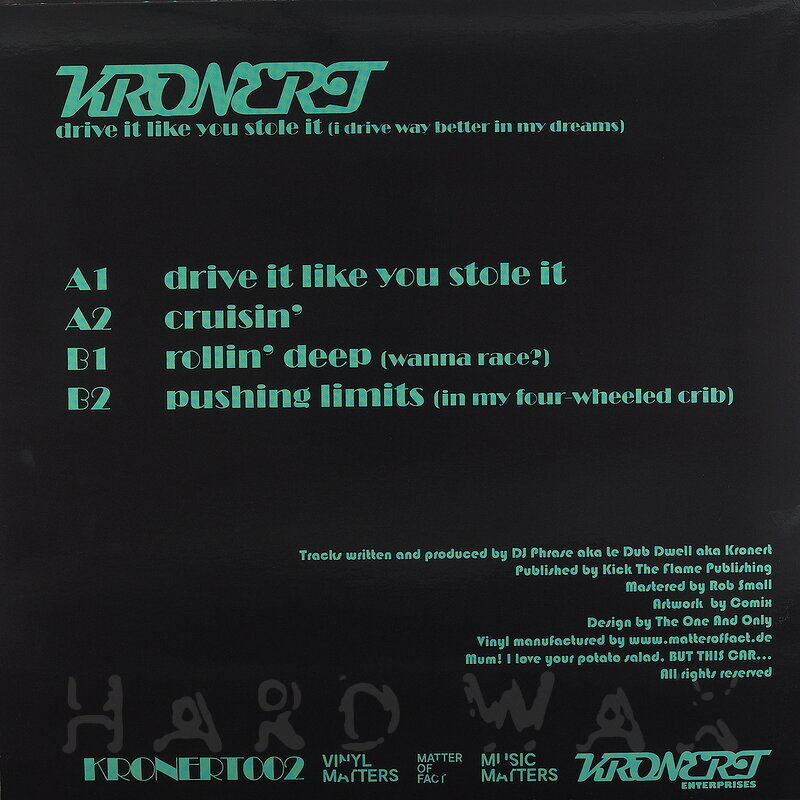 KRONERT
drive it like you stole it (i drive way better in my dreams)
A1 drive it like you stole it
A2 cruisin'
B1 rollin' deep (wanna race?)
B2 pushing limits (in my four-wheeled crib)
Tracks written and produced by DJ Phrase aka Le Dub Dwell aka Kronert
Published by Kick The Flame Publishing
Mastered by Rob Small
Artwork by Comix
Design by The One And Only
Vinyl manufactured by www.matteroffact.de
Mum! I love your potato salad, BUT THIS CAR...
All rights reserved
HARD WAX
KRONERT002
VINYL
MATTERS
MATTER
OF
FACT
MUSIC
MATTERS
KRONERT
ENTERPRISES